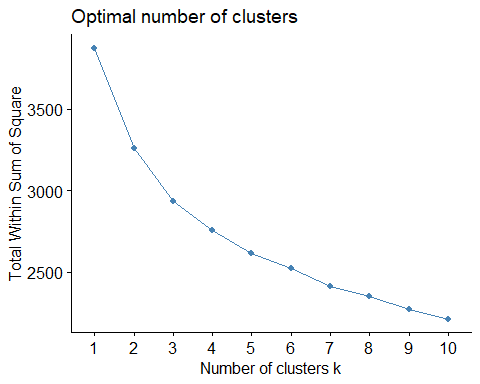 Optimal number of clusters
Total Within Sum of Square
3500
3000
2500
1 2 3 4 5 6 7 8 9 10
Number of clusters k